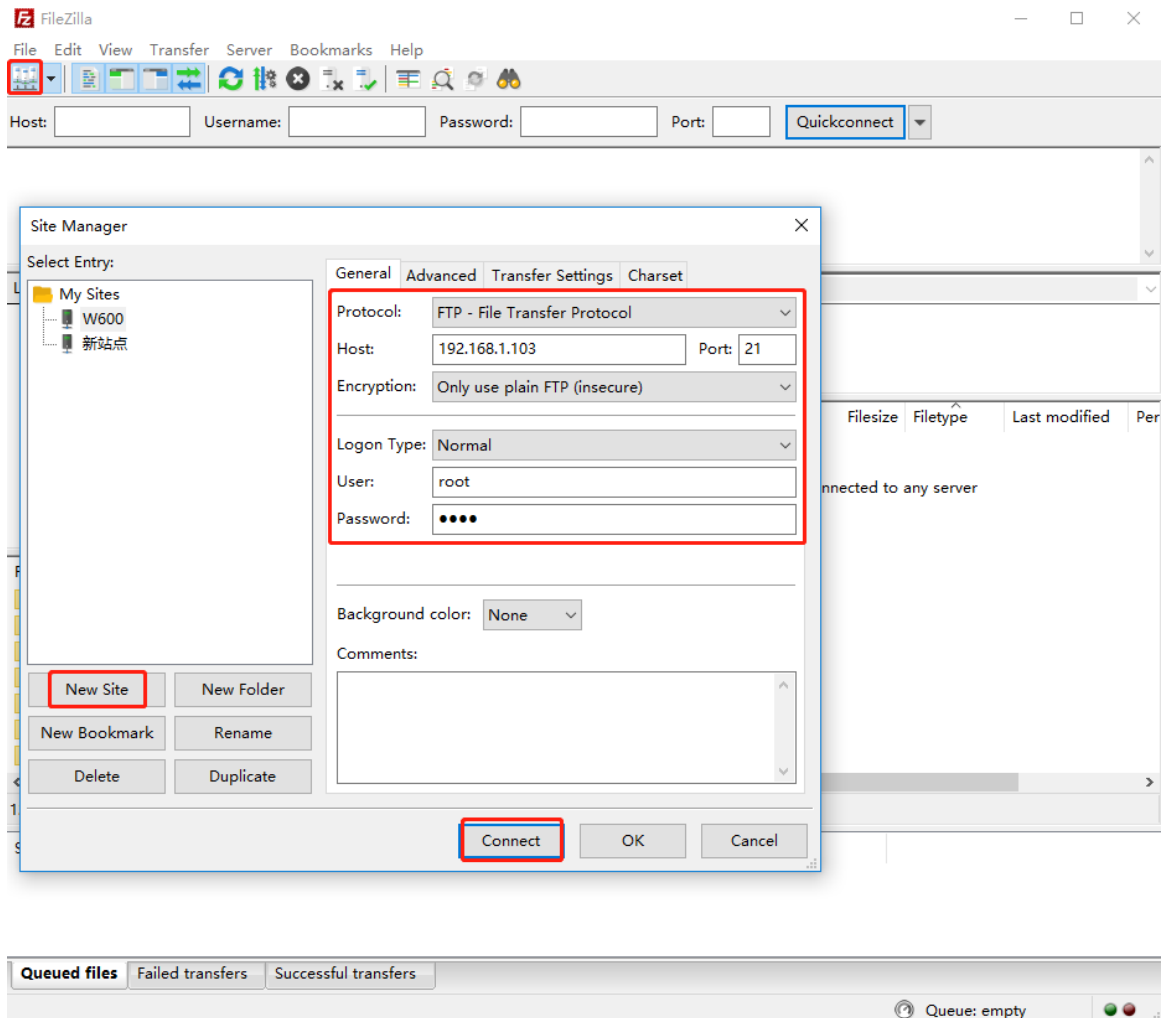 FileZilla
File Edit View Transfer Server Bookmarks Help
Host: Username: Password: Port: Quickconnect
Site Manager
Select Entry:
My Sites
W600
新站点
New Site New Folder
New Bookmark Rename
Delete Duplicate
General Advanced Transfer Settings Charset
Protocol: FTP - File Transfer Protocol
Host: 192.168.1.103 Port: 21
Encryption: Only use plain FTP (insecure)
Logon Type: Normal
User: root
Password: ●●●●
Background color: None
Comments:
Connect OK Cancel
Filesize Filetype Last modified Per
nnected to any server
Queued files Failed transfers Successful transfers
Queue: empty